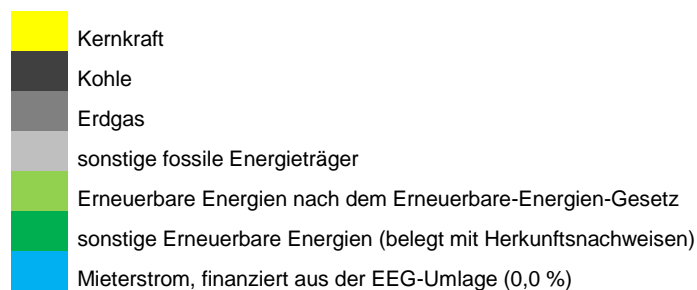 Kernkraft
Kohle
Erdgas
sonstige fossile Energieträger
Erneuerbare Energien nach dem Erneuerbare-Energien-Gesetz
sonstige Erneuerbare Energien (belegt mit Herkunftsnachweisen)
Mieterstrom, finanziert aus der EEG-Umlage (0,0 %)